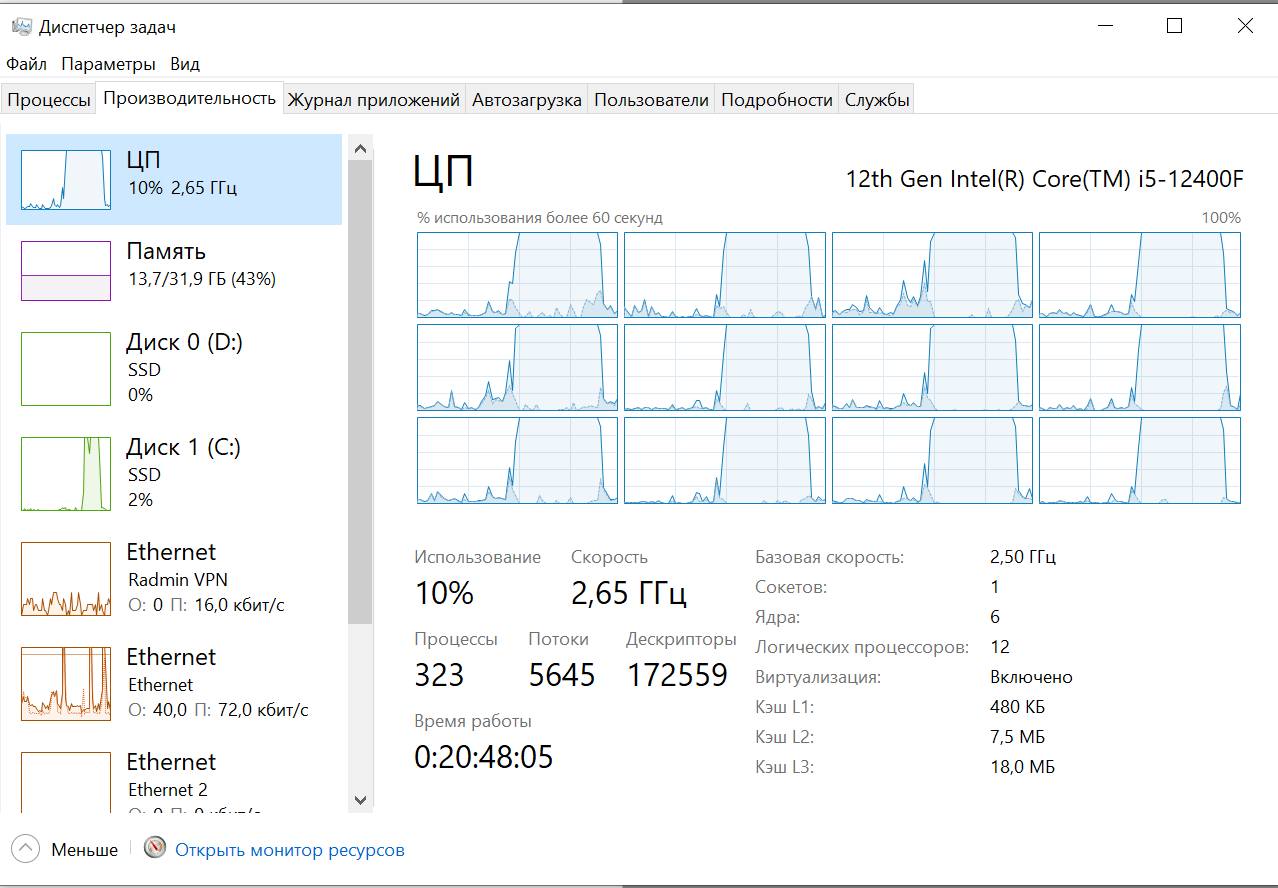 Диспетчер задач
Файл Параметры Вид
Процессы Производительность Журнал приложений Автозагрузка Пользователи Подробности Службы
ЦП
10% 2,65 ГГц
Память
13,7/31,9 ГБ (43%)
Диск 0 (D:)
SSD
0%
Диск 1 (C:)
SSD
2%
Ethernet
Radmin VPN
О: 0 П: 16,0 кбит/с
Ethernet
Ethernet
О: 40,0 П: 72,0 кбит/с
Ethernet
Ethernet 2
О: 0 П: 0 кбит/с
ЦП
12th Gen Intel(R) Core(TM) i5-12400F
% использования более 60 секунд 100%
Использование Скорость
10% 2,65 ГГц
Процессы Потоки Дескрипторы
323 5645 172559
Время работы
0:20:48:05
Базовая скорость: 2,50 ГГц
Сокетов: 1
Ядра: 6
Логических процессоров: 12
Виртуализация: Включено
Кэш L1: 480 КБ
Кэш L2: 7,5 МБ
Кэш L3: 18,0 МБ
Меньше Открыть монитор ресурсов